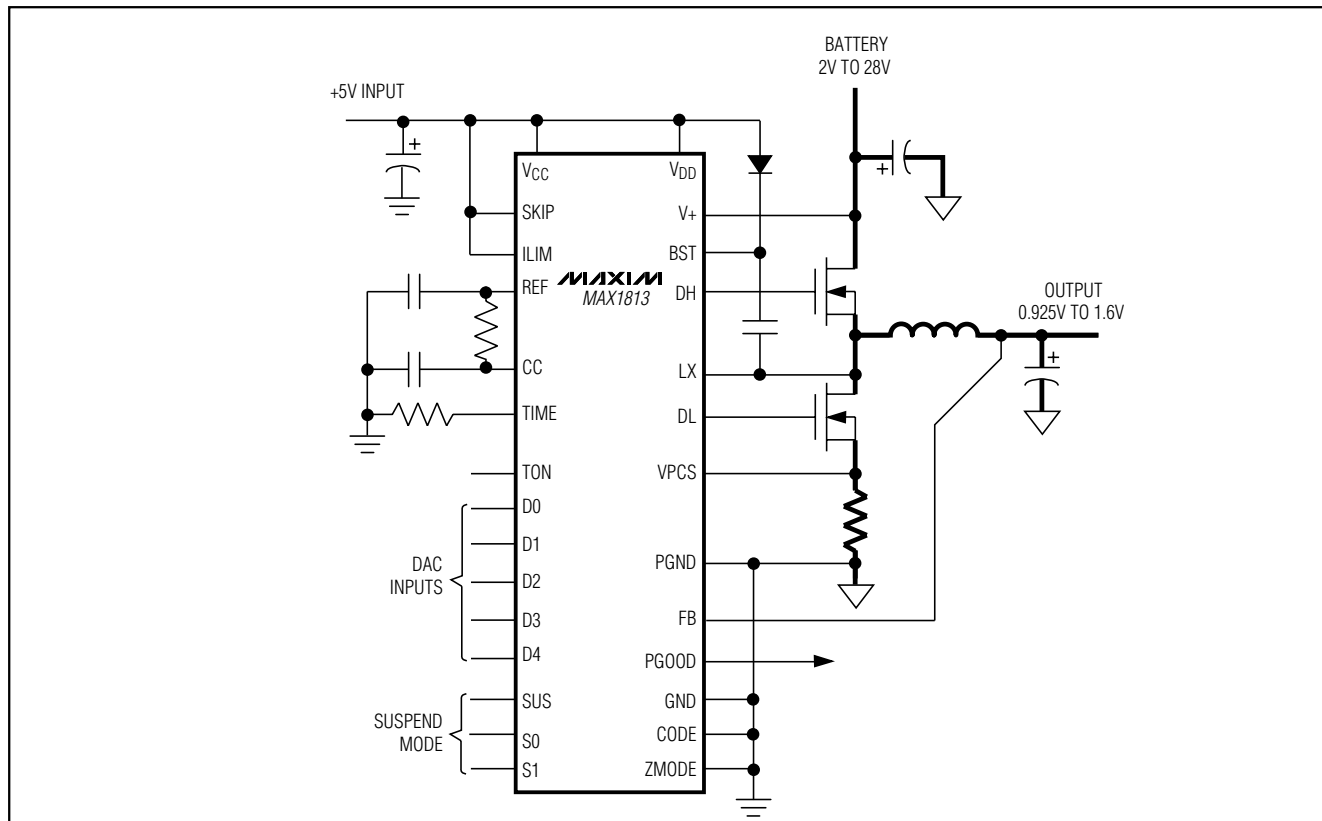 BATTERY
2V TO 28V
+5V INPUT
+
+
VCC
VDD
SKIP
V+
ILIM
BST
REF
MAXIM
MAX1813
DH
OUTPUT
0.925V TO 1.6V
+
CC
LX
TIME
DL
TON
VPCS
D0
D1
DAC
INPUTS
D2
PGND
D3
FB
D4
PGOOD
SUS
GND
SUSPEND
MODE
S0
CODE
S1
ZMODE